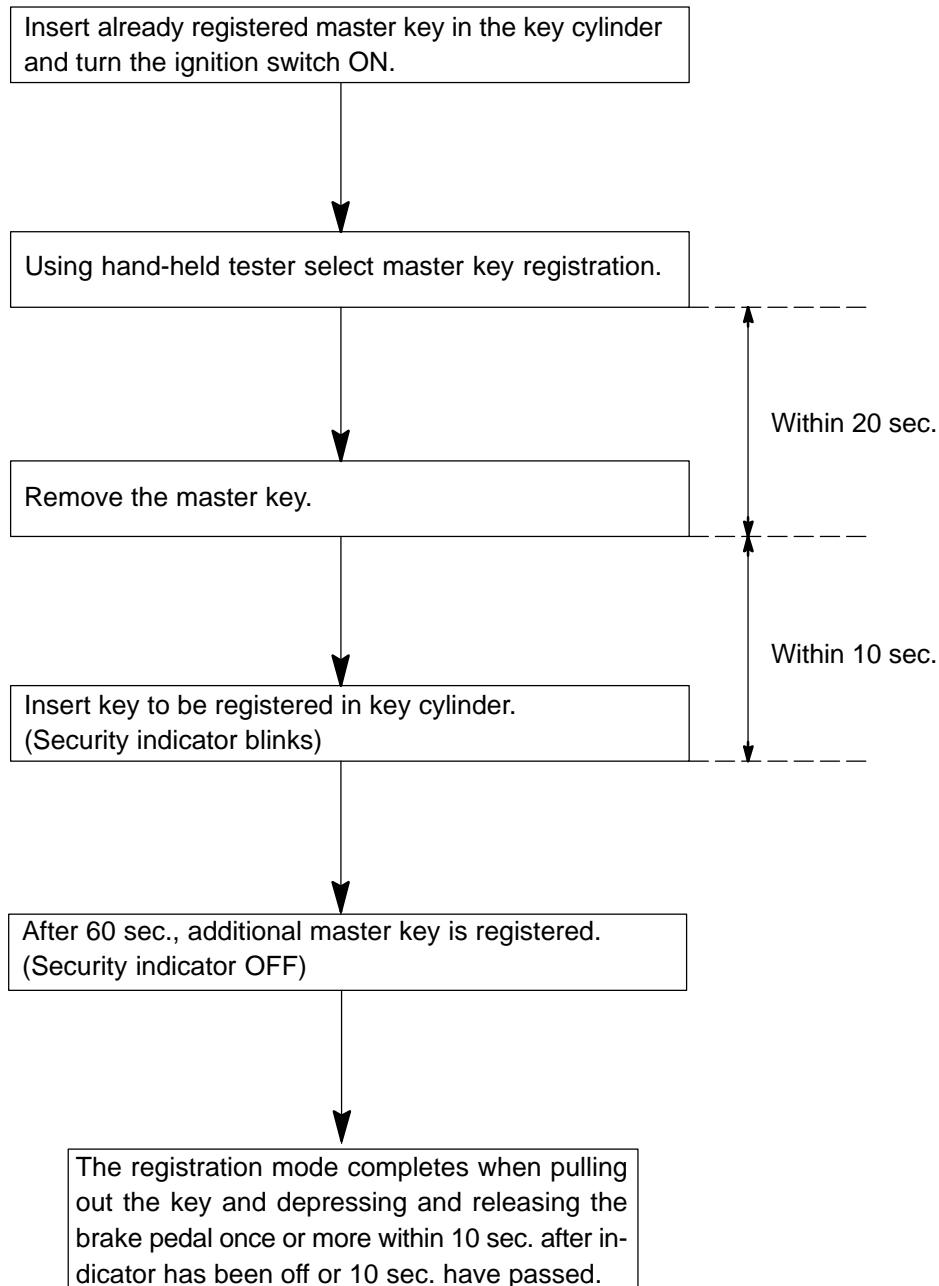 Insert already registered master key in the key cylinder
and turn the ignition switch ON.
Using hand-held tester select master key registration.
Within 20 sec.
Remove the master key.
Within 10 sec.
Insert key to be registered in key cylinder.
(Security indicator blinks)
After 60 sec., additional master key is registered.
(Security indicator OFF)
The registration mode completes when pulling
out the key and depressing and releasing the
brake pedal once or more within 10 sec. after in-
dicator has been off or 10 sec. have passed.